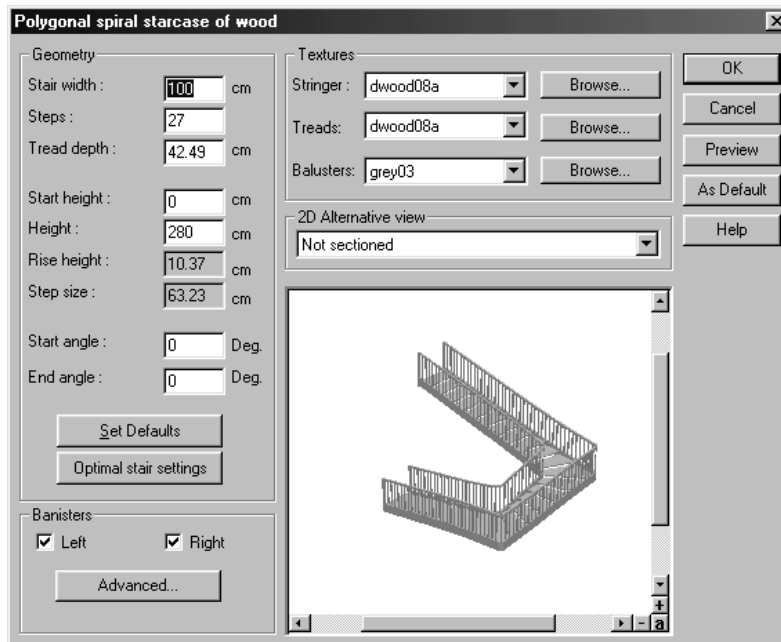 Polygonal spiral starcase of wood
Geometry
Stair width : 100 cm
Steps : 27
Tread depth : 42.49 cm
Start height : 0 cm
Height : 280 cm
Rise height : 10.37 cm
Step size : 63.23 cm
Start angle : 0 Deg.
End angle : 0 Deg.
Set Defaults
Optimal stair settings
Banisters
Left Right
Advanced...
Textures
Stringer : dwood08a Browse...
Treads: dwood08a Browse...
Balusters: grey03 Browse...
2D Alternative view
Not sectioned
+
- a
OK
Cancel
Preview
As Default
Help